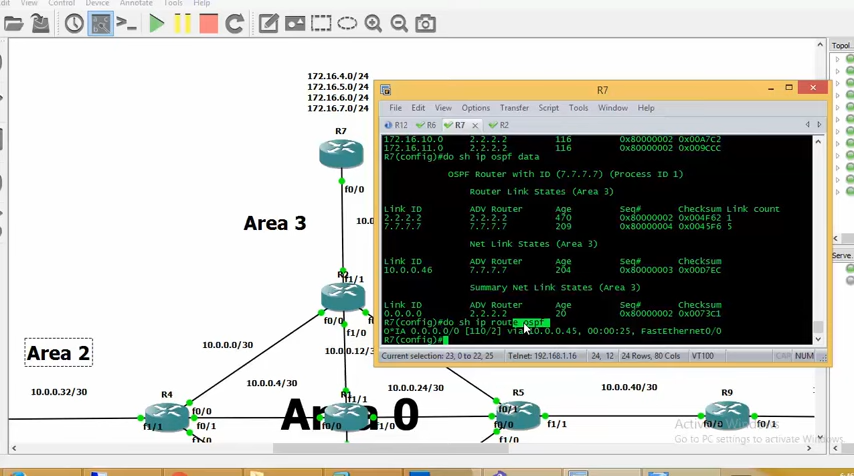 View Control Device Annotate Tools Help
172.16.4.0/24
172.16.5.0/24
172.16.6.0/24
172.16.7.0/24
R7
f0/0
Area 3
10.0.
R2
f1/1
f0/0
f1/0
10.0.0.12/3
Area 2
10.0.0.0/30
10.0.0.32/30
10.0.0.4/30
10.0.0.24/30
10.0.0.40/30
R4
f0/0
f0/1
f1/1
f1/0
Area 0
R1
f1/1
f0/0
f1/0
R5
f0/1
f0/0
f1/1
f1/0
R9
f0/0
f0/1
R7
File Edit View Options Transfer Script Tools Window Help
R12 R6 R7 R2
172.16.10.0 2.2.2.2 116 0x80000002 0x00A7C2
172.16.11.0 2.2.2.2 116 0x80000002 0x009CCC
R7(config)#do sh ip ospf data
OSPF Router with ID (7.7.7.7) (Process ID 1)
Router Link States (Area 3)
Link ID ADV Router Age Seq# Checksum Link count
2.2.2.2 2.2.2.2 470 0x80000002 0x004F62 1
7.7.7.7 7.7.7.7 209 0x80000004 0x0045F6 5
Net Link States (Area 3)
Link ID ADV Router Age Seq# Checksum
10.0.0.46 7.7.7.7 204 0x80000003 0x00D7EC
Summary Net Link States (Area 3)
Link ID ADV Router Age Seq# Checksum
0.0.0.0 2.2.2.2 20 0x80000002 0x0073C1
R7(config)#do sh ip route ospf
O*IA 0.0.0.0/0 [110/2] via 10.0.0.45, 00:00:25, FastEthernet0/0
R7(config)#
Current selection: 23, 0 to 22, 25 Telnet: 192.168.1.16 24, 12 24 Rows, 80 Cols VT100 CAP NUM
Topol
Serve
Activate Windows
Go to PC settings to activate Windows.